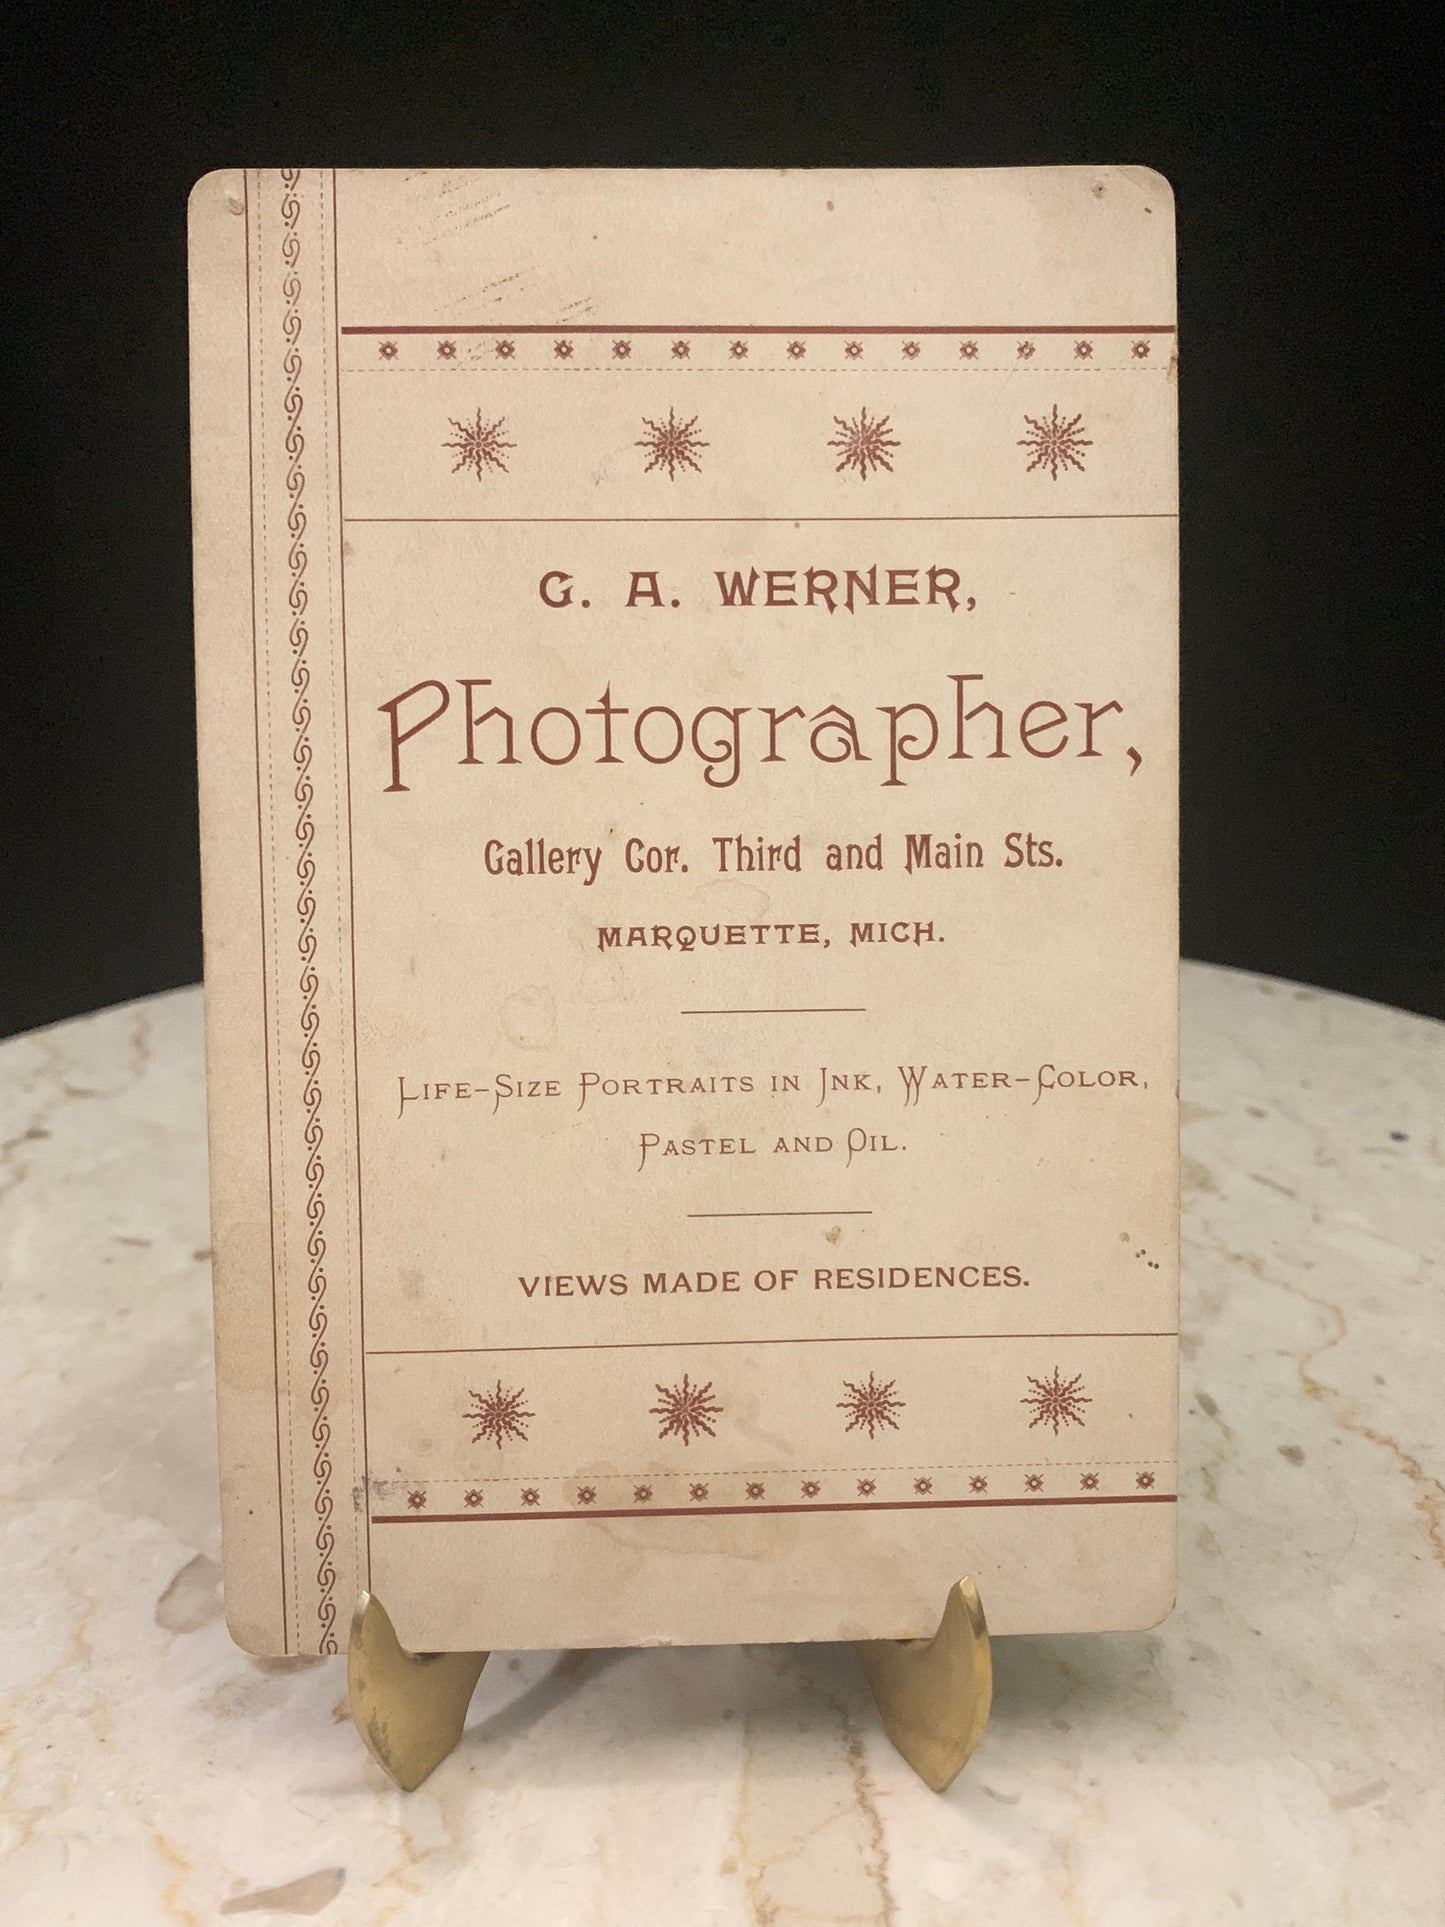 G. A. WERNER,
Photographer,
Gallery Cor. Third and Main Sts.
MARQUETTE, MICH.
LIFE-SIZE PORTRAITS IN INK, WATER-COLOR,
PASTEL AND OIL.
VIEWS MADE OF RESIDENCES.